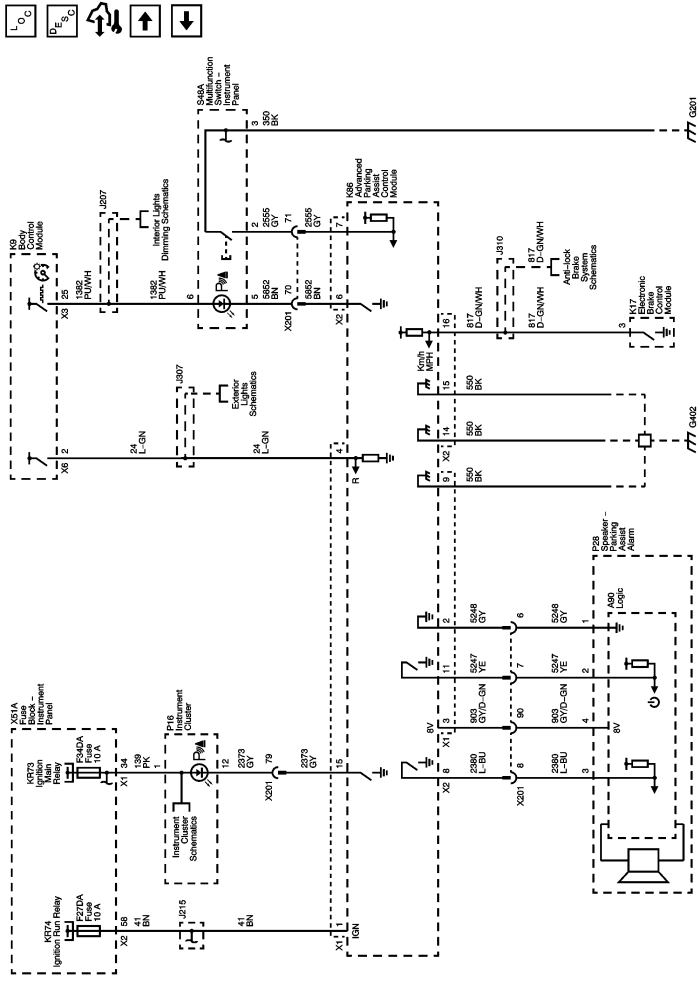 LOC
DESC
X51A
Fuse
Block –
Instrument
Panel
KR74
Ignition Run Relay
F27DA
Fuse
10 A
KR73
Ignition
Main
Relay
F34DA
Fuse
10 A
X2
58
41
BN
J215
41
BN
X1
1
IGN
X1
34
139
PK
1
P16
Instrument
Cluster
Instrument
Cluster
Schematics
P
12
2373
GY
X201
79
2373
GY
15
K9
Body
Control
Module
X6
2
24
L–GN
J307
Exterior
Lights
Schematics
24
L–GN
4
R
X3
25
1382
PU/WH
J207
Interior Lights
Dimming Schematics
1382
PU/WH
6
S48A
Multifunction
Switch –
Instrument
Panel
P
5
5852
BN
X201
70
5852
BN
X2
6
2
2555
GY
71
2555
GY
7
3
350
BK
G201
K86
Advanced
Parking
Assist
Control
Module
X2
8
2380
L–BU
X201
8
2380
L–BU
3
8V
X1
3
903
GY/D–GN
90
903
GY/D–GN
4
8V
11
5247
YE
7
5247
YE
2
2
5248
GY
6
5248
GY
1
P28
Speaker –
Parking
Assist
Alarm
A90
Logic
9
550
BK
X2
14
550
BK
15
550
BK
G402
Km/h
MPH
16
817
D–GN/WH
J310
817
D–GN/WH
Anti–lock
Brake
System
Schematics
817
D–GN/WH
3
K17
Electronic
Brake
Control
Module